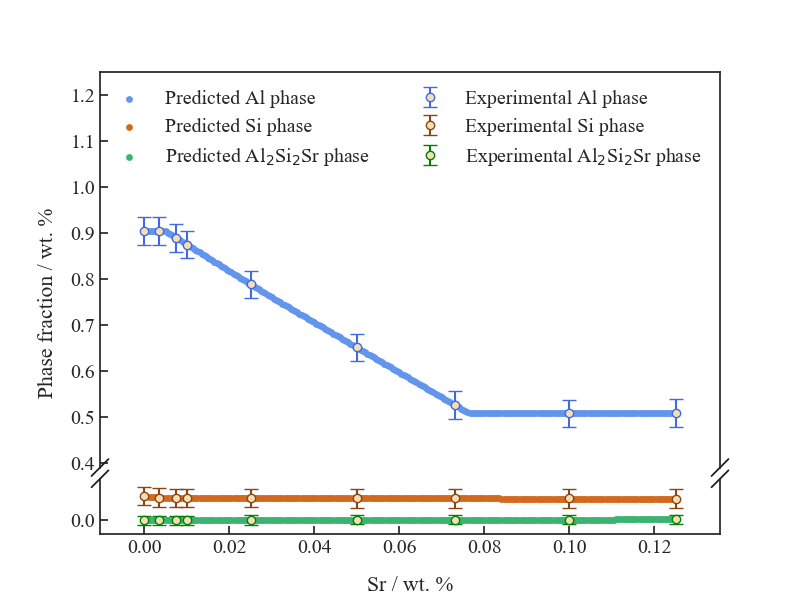 Predicted Al phase
Predicted Si phase
Predicted Al₂Si₂Sr phase
Experimental Al phase
Experimental Si phase
Experimental Al₂Si₂Sr phase
Phase fraction / wt. %
1.2
1.1
1.0
0.9
0.8
0.7
0.6
0.5
0.4
0.0
0.00 0.02 0.04 0.06 0.08 0.10 0.12
Sr / wt. %